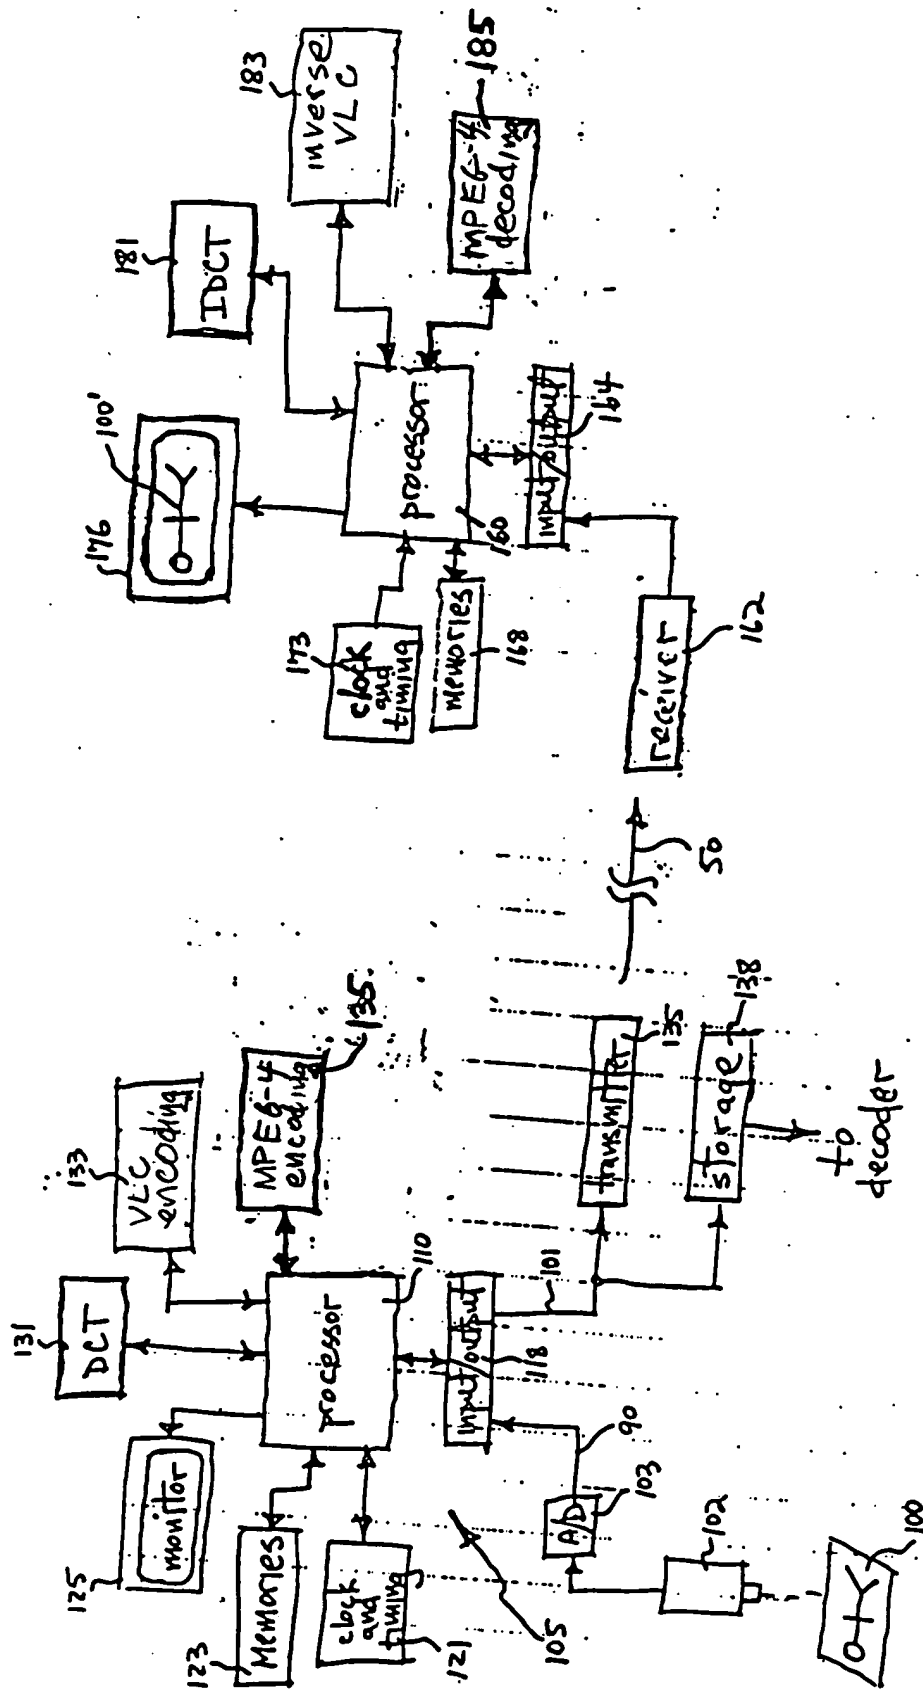 125
monitor
131
DCT
133
VLC
encoding
123
Memories
processor
110
MPEG-4
encoding
135
121
clock
and
timing
105
input/output
118
101
90
A/D
103
102
100
transmitter
135
storage
138
to
decoder
50
176
100'
181
IDCT
183
inverse
VLC
173
clock
and
timing
memories
168
processor
160
MPEG-4
decoding
185
input/output
164
receiver
162